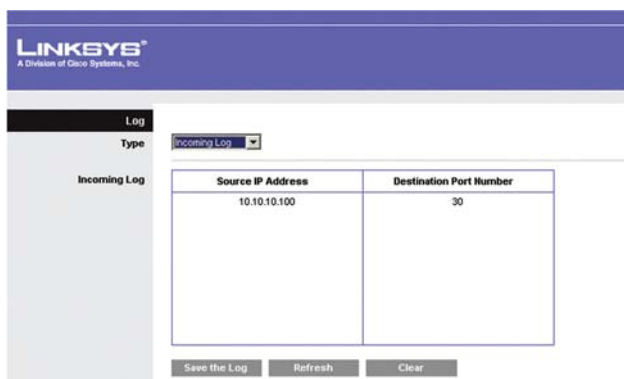 LINKSYS®
A Division of Cisco Systems, Inc.
Log
Type
Incoming Log
Incoming Log
Source IP Address
Destination Port Number
10.10.10.100
30
Save the Log
Refresh
Clear